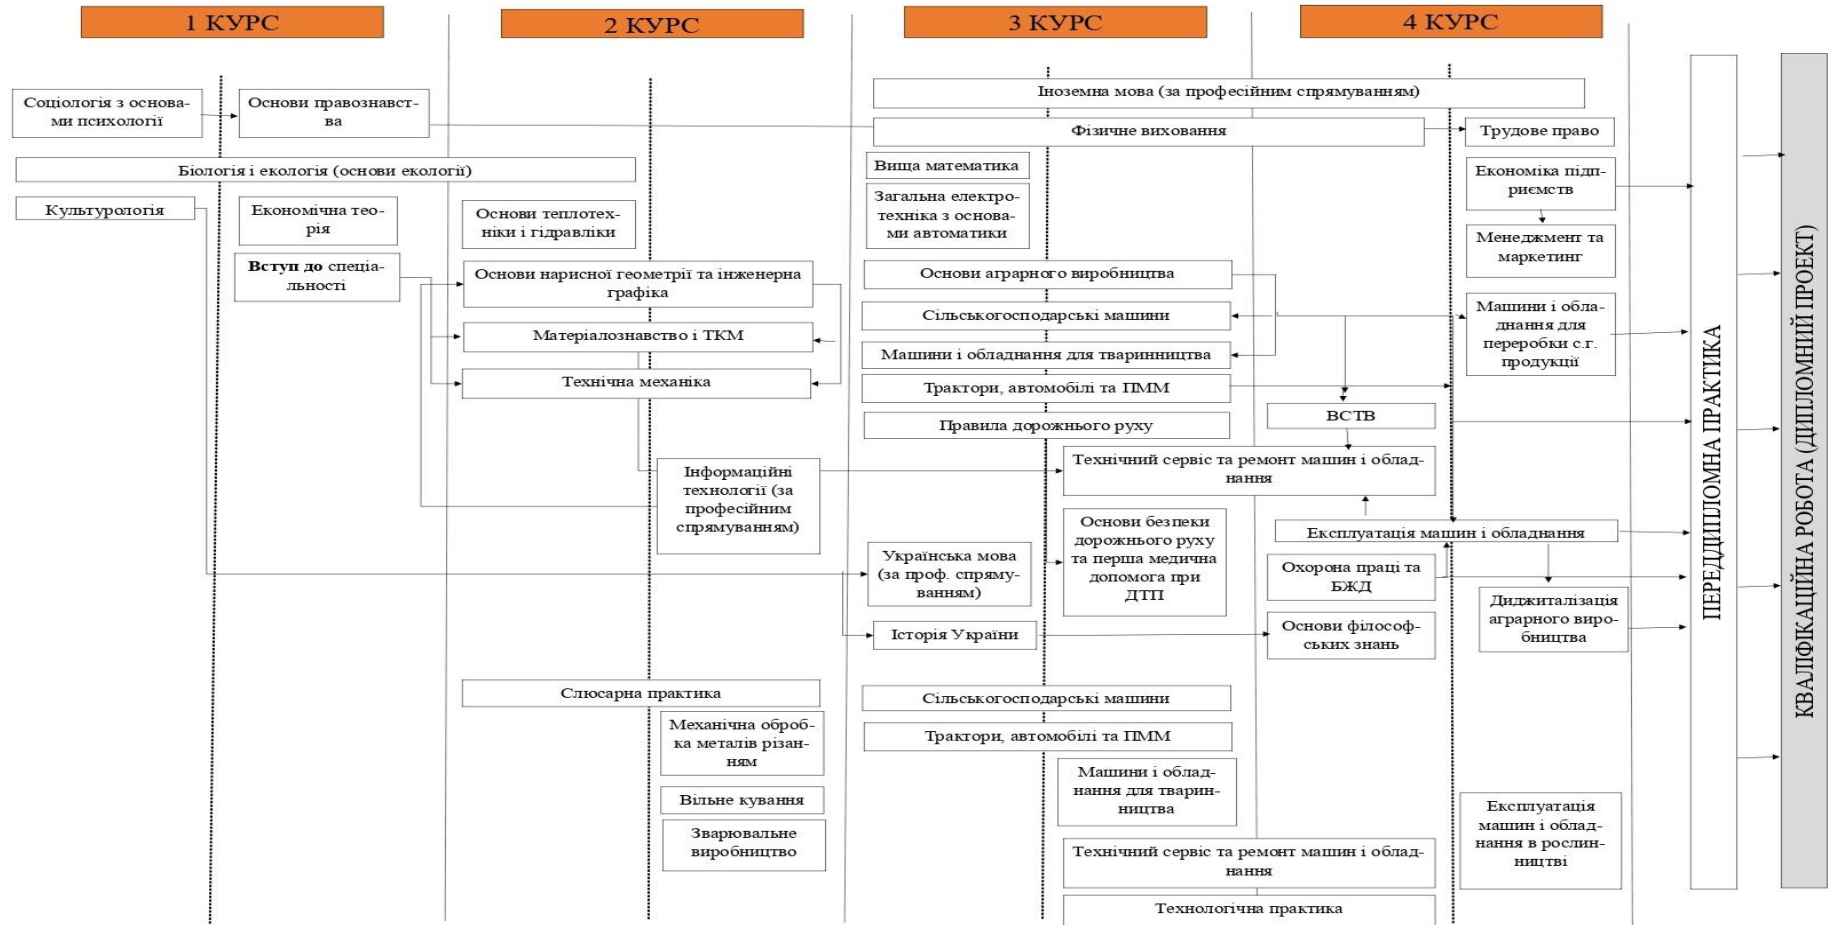 1 КУРС
2 КУРС
3 КУРС
4 КУРС
Соціологія з основа-
ми психології
Основи правознавст-
ва
Біологія і екологія (основи екології)
Культурологія
Економічна тео-
рія
Вступ до спеціа-
льності
Основи теплотех-
ніки і гідравліки
Основи нарисної геометрії та інженерна
графіка
Матеріалознавство і ТКМ
Технічна механіка
Інформаційні
технології (за
професійним
спрямуванням)
Слюсарна практика
Механічна оброб-
ка металів різан-
ням
Вільне кування
Зварювальне
виробництво
Іноземна мова (за професійним спрямуванням)
Фізичне виховання
Вища математика
Загальна електро-
техніка з основа-
ми автоматики
Основи аграрного виробництва
Сільськогосподарські машини
Машини і обладнання для тваринництва
Трактори, автомобілі та ПММ
Правила дорожнього руху
Технічний сервіс та ремонт машин і облад-
нання
Основи безпеки
дорожнього руху
та перша медична
допомога при
ДТП
Українська мова
(за проф. спряму-
ванням)
Історія України
Сільськогосподарські машини
Трактори, автомобілі та ПММ
Машини і облад-
нання для тварин-
ництва
Технічний сервіс та ремонт машин і облад-
нання
Технологічна практика
Трудове право
Економіка підп-
риємств
Менеджмент та
маркетинг
Машини і обла-
днання для
переробки с.г.
продукції
ВСТВ
Експлуатація машин і обладнання
Охорона праці та
БЖД
Диджиталізація
аграрного виро-
бництва
Основи філософ-
ських знань
Експлуатація
машин і облад-
нання в рослин-
ництві
ПЕРЕДДИПЛОМНА ПРАКТИКА
КВАЛІФІКАЦІЙНА РОБОТА (ДИПЛОМНИЙ ПРОЕКТ)